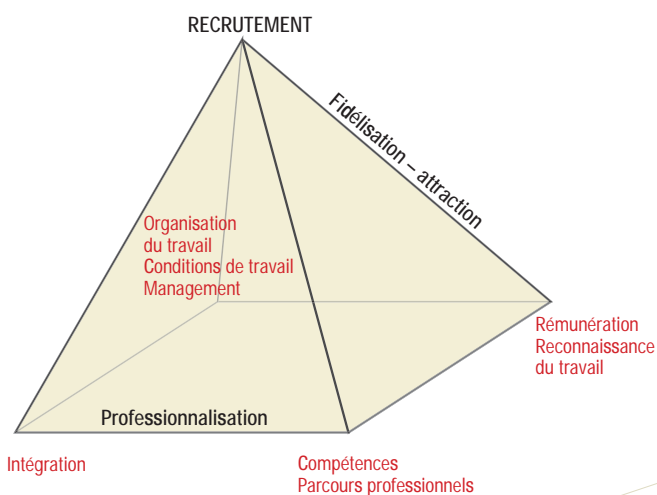 RECRUTEMENT
Fidélisation – attraction
Organisation
du travail
Conditions de travail
Management
Rémunération
Reconnaissance
du travail
Professionnalisation
Intégration
Compétences
Parcours professionnels